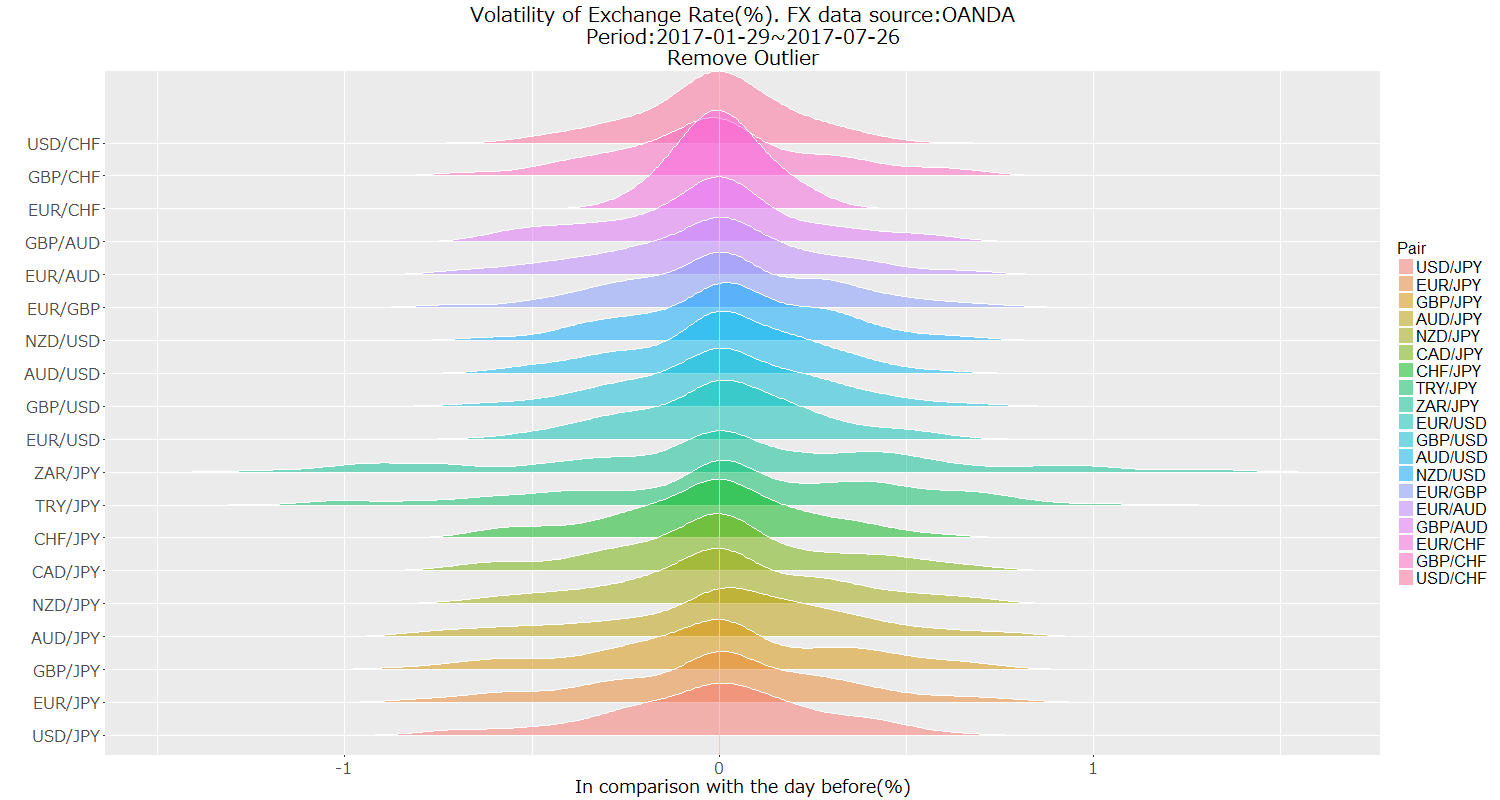 Volatility of Exchange Rate(%). FX data source:OANDA
Period:2017-01-29~2017-07-26
Remove Outlier
USD/CHF
GBP/CHF
EUR/CHF
GBP/AUD
EUR/AUD
EUR/GBP
NZD/USD
AUD/USD
GBP/USD
EUR/USD
ZAR/JPY
TRY/JPY
CHF/JPY
CAD/JPY
NZD/JPY
AUD/JPY
GBP/JPY
EUR/JPY
USD/JPY
-1 0 1
In comparison with the day before(%)
Pair
USD/JPY
EUR/JPY
GBP/JPY
AUD/JPY
NZD/JPY
CAD/JPY
CHF/JPY
TRY/JPY
ZAR/JPY
EUR/USD
GBP/USD
AUD/USD
NZD/USD
EUR/GBP
EUR/AUD
GBP/AUD
EUR/CHF
GBP/CHF
USD/CHF